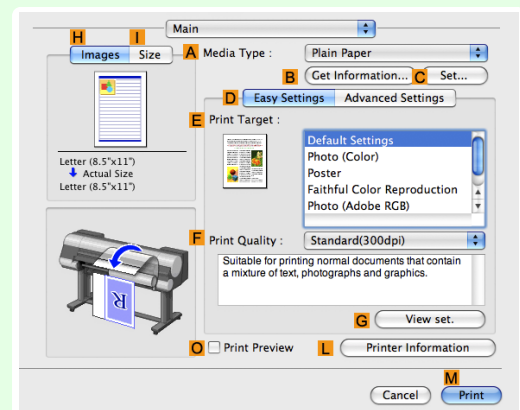 Main
H I
Images Size
A Media Type : Plain Paper
B Get Information... C Set...
D Easy Settings Advanced Settings
E Print Target :
Default Settings
Photo (Color)
Poster
Faithful Color Reproduction
Photo (Adobe RGB)
Letter (8.5"x11")
Actual Size
Letter (8.5"x11")
F Print Quality : Standard(300dpi)
Suitable for printing normal documents that contain
a mixture of text, photographs and graphics.
R
G View set.
O Print Preview L Printer Information
M
Cancel Print